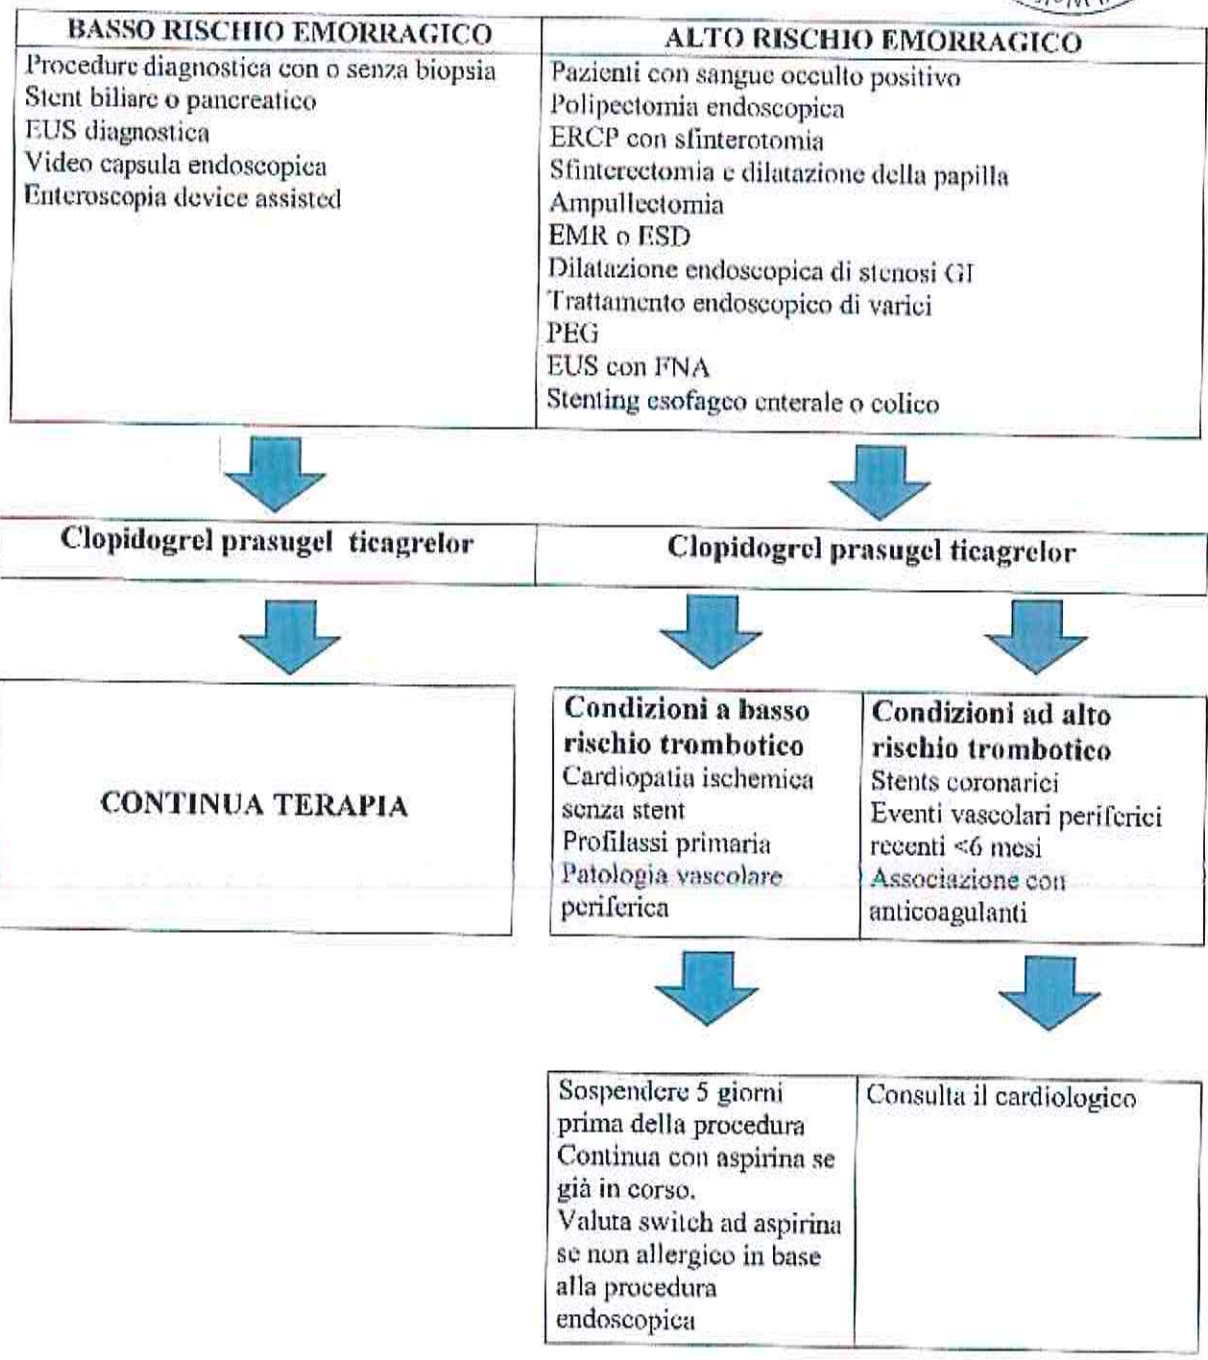 BASSO RISCHIO EMORRAGICO
Procedure diagnostica con o senza biopsia
Stent biliare o pancreatico
EUS diagnostica
Video capsula endoscopica
Enteroscopia device assisted
ALTO RISCHIO EMORRAGICO
Pazienti con sangue occulto positivo
Polipectomia endoscopica
ERCP con sfinterotomia
Sfinterectomia e dilatazione della papilla
Ampullectomia
EMR o ESD
Dilatazione endoscopica di stenosi GI
Trattamento endoscopico di varici
PEG
EUS con FNA
Stenting esofageo enterale o colico
Clopidogrel prasugel ticagrelor
Clopidogrel prasugel ticagrelor
CONTINUA TERAPIA
Condizioni a basso
rischio trombotico
Cardiopatia ischemica
senza stent
Profilassi primaria
Patologia vascolare
periferica
Condizioni ad alto
rischio trombotico
Stents coronarici
Eventi vascolari periferici
recenti <6 mesi
Associazione con
anticoagulanti
Sospendere 5 giorni
prima della procedura
Continua con aspirina se
già in corso.
Valuta switch ad aspirina
se non allergico in base
alla procedura
endoscopica
Consulta il cardiologico